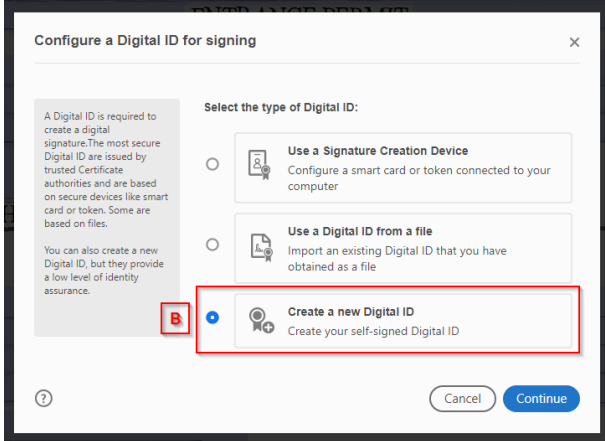 ENTRANCE PERMIT
Configure a Digital ID for signing
A Digital ID is required to
create a digital
signature.The most secure
Digital ID are issued by
trusted Certificate
authorities and are based
on secure devices like smart
card or token. Some are
based on files.
You can also create a new
Digital ID, but they provide
a low level of identity
assurance.
Select the type of Digital ID:
Use a Signature Creation Device
Configure a smart card or token connected to your
computer
Use a Digital ID from a file
Import an existing Digital ID that you have
obtained as a file
B
Create a new Digital ID
Create your self-signed Digital ID
?
Cancel
Continue